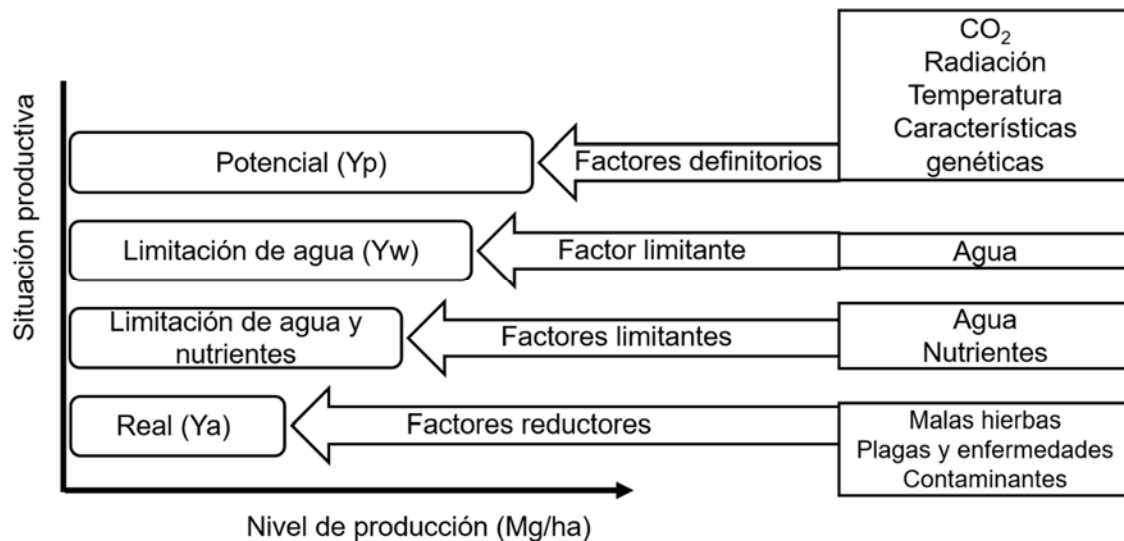 CO₂
Radiación
Temperatura
Características
genéticas
Potencial (Yp)
Factores definitorios
Limitación de agua (Yw)
Factor limitante
Agua
Limitación de agua y
nutrientes
Factores limitantes
Agua
Nutrientes
Real (Ya)
Factores reductores
Malas hierbas
Plagas y enfermedades
Contaminantes
Situación productiva
Nivel de producción (Mg/ha)